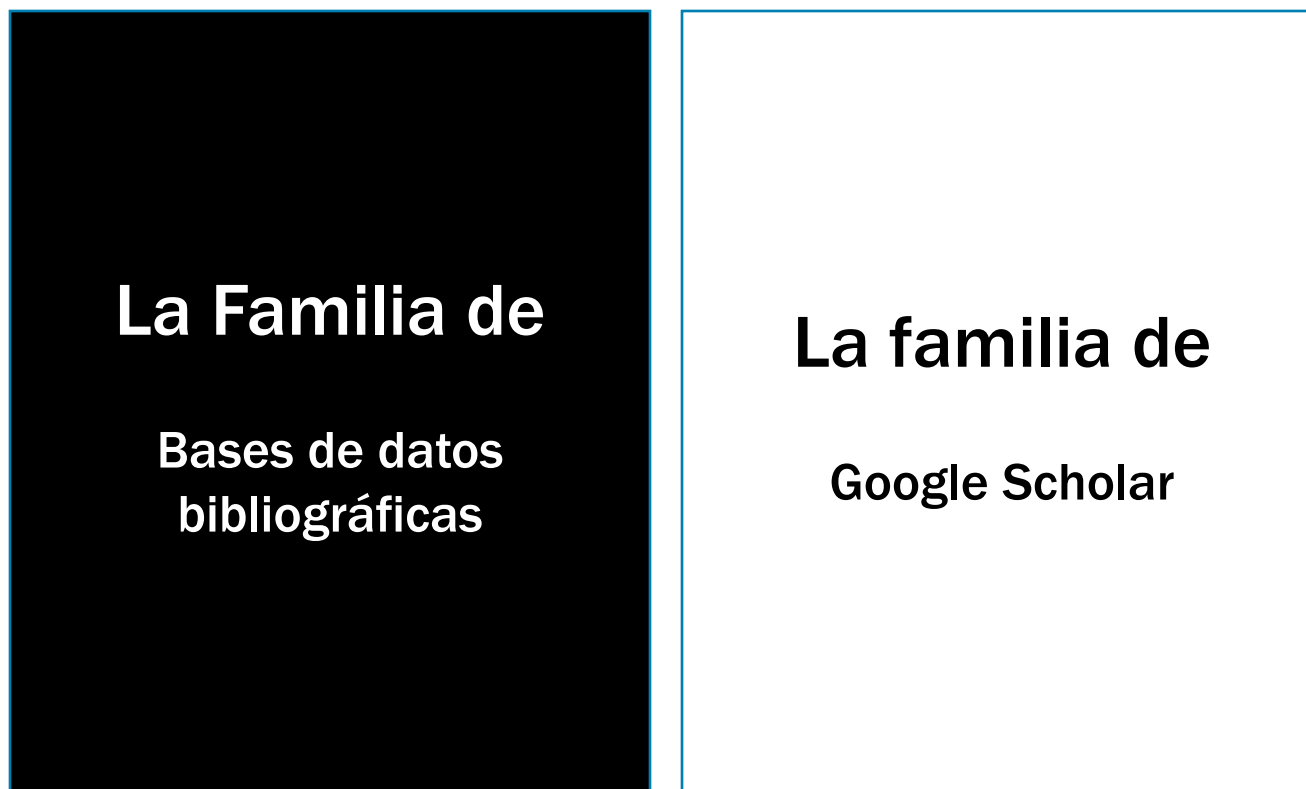 La Familia de
Bases de datos
bibliográficas
La familia de
Google Scholar